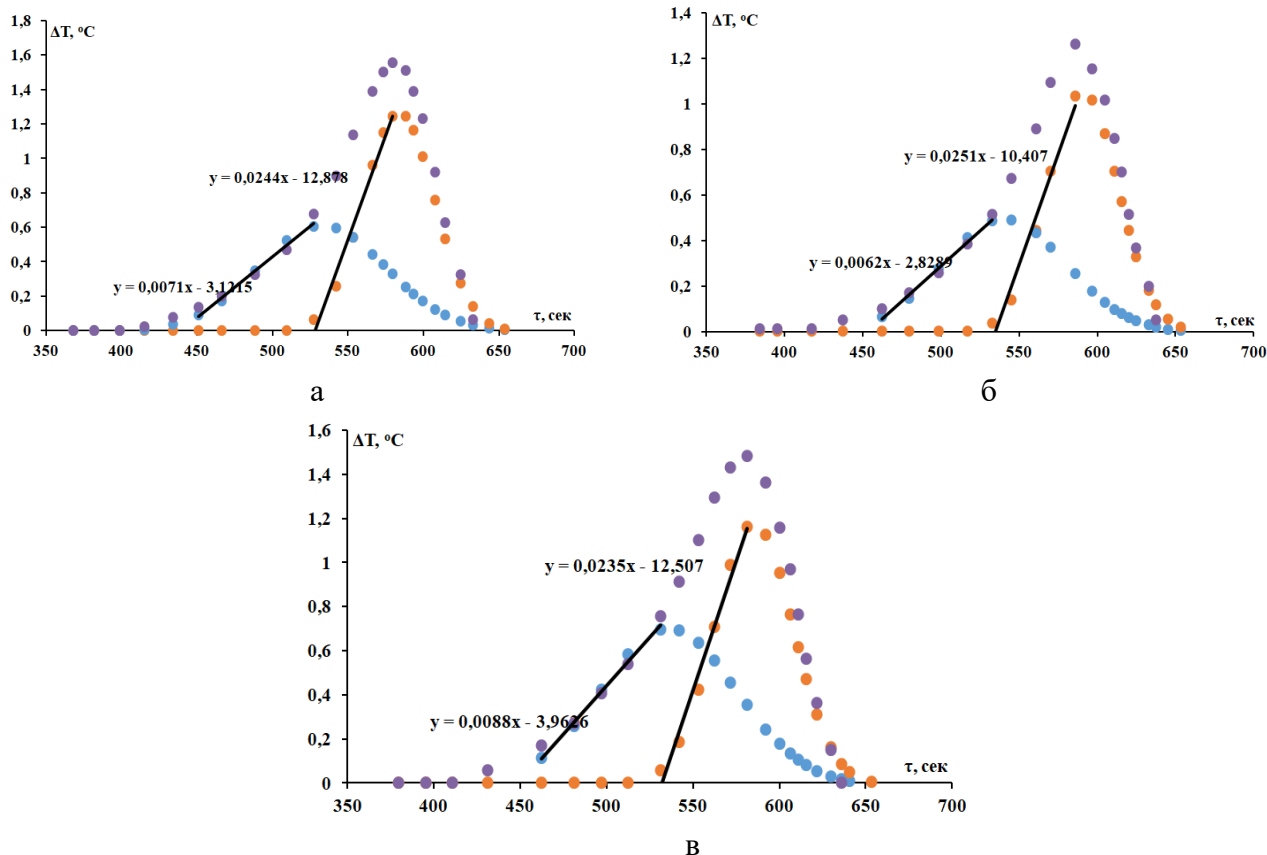 1,8
ΔT, ºC
1,6
1,4
1,2
1
0,8
0,6
0,4
0,2
0
y = 0,0244x - 12,878
y = 0,0071x - 3,1215
τ, сек
350 400 450 500 550 600 650 700
а
1,4
ΔT, ºC
1,2
1
0,8
0,6
0,4
0,2
0
y = 0,0251x - 10,407
y = 0,0062x - 2,8289
τ, сек
350 400 450 500 550 600 650 700
б
1,6
ΔT, ºC
1,4
1,2
1
0,8
0,6
0,4
0,2
0
y = 0,0235x - 12,507
y = 0,0088x - 3,9626
τ, сек
350 400 450 500 550 600 650 700
в